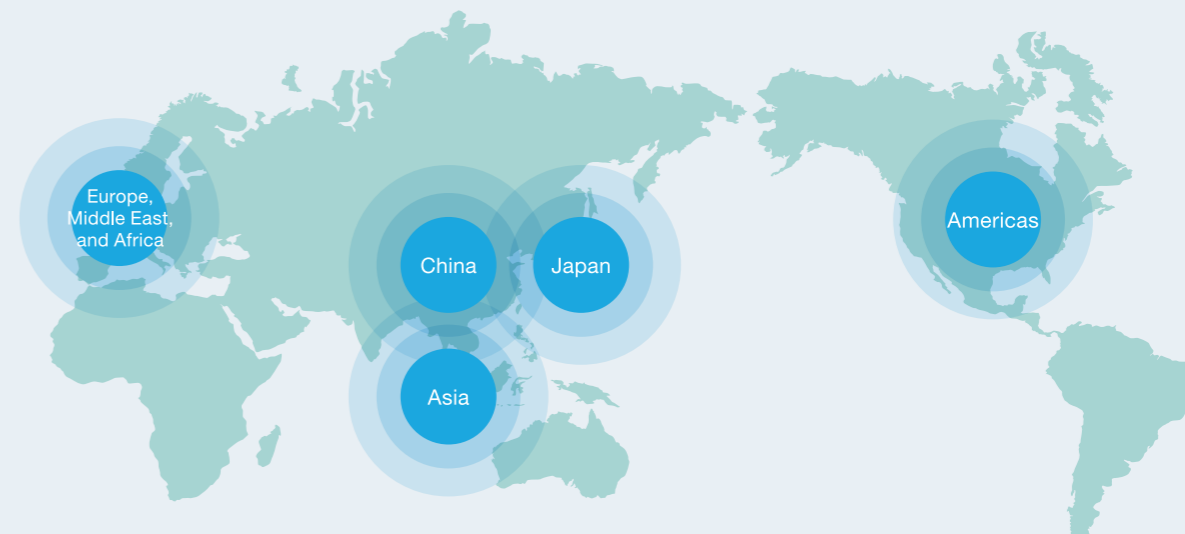 Europe,
Middle East,
and Africa
China
Japan
Americas
Asia